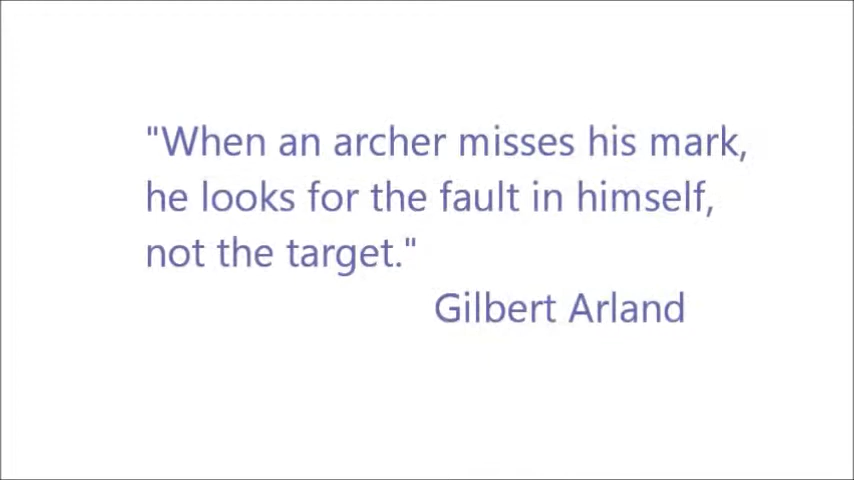 "When an archer misses his mark,
he looks for the fault in himself,
not the target."
Gilbert Arland